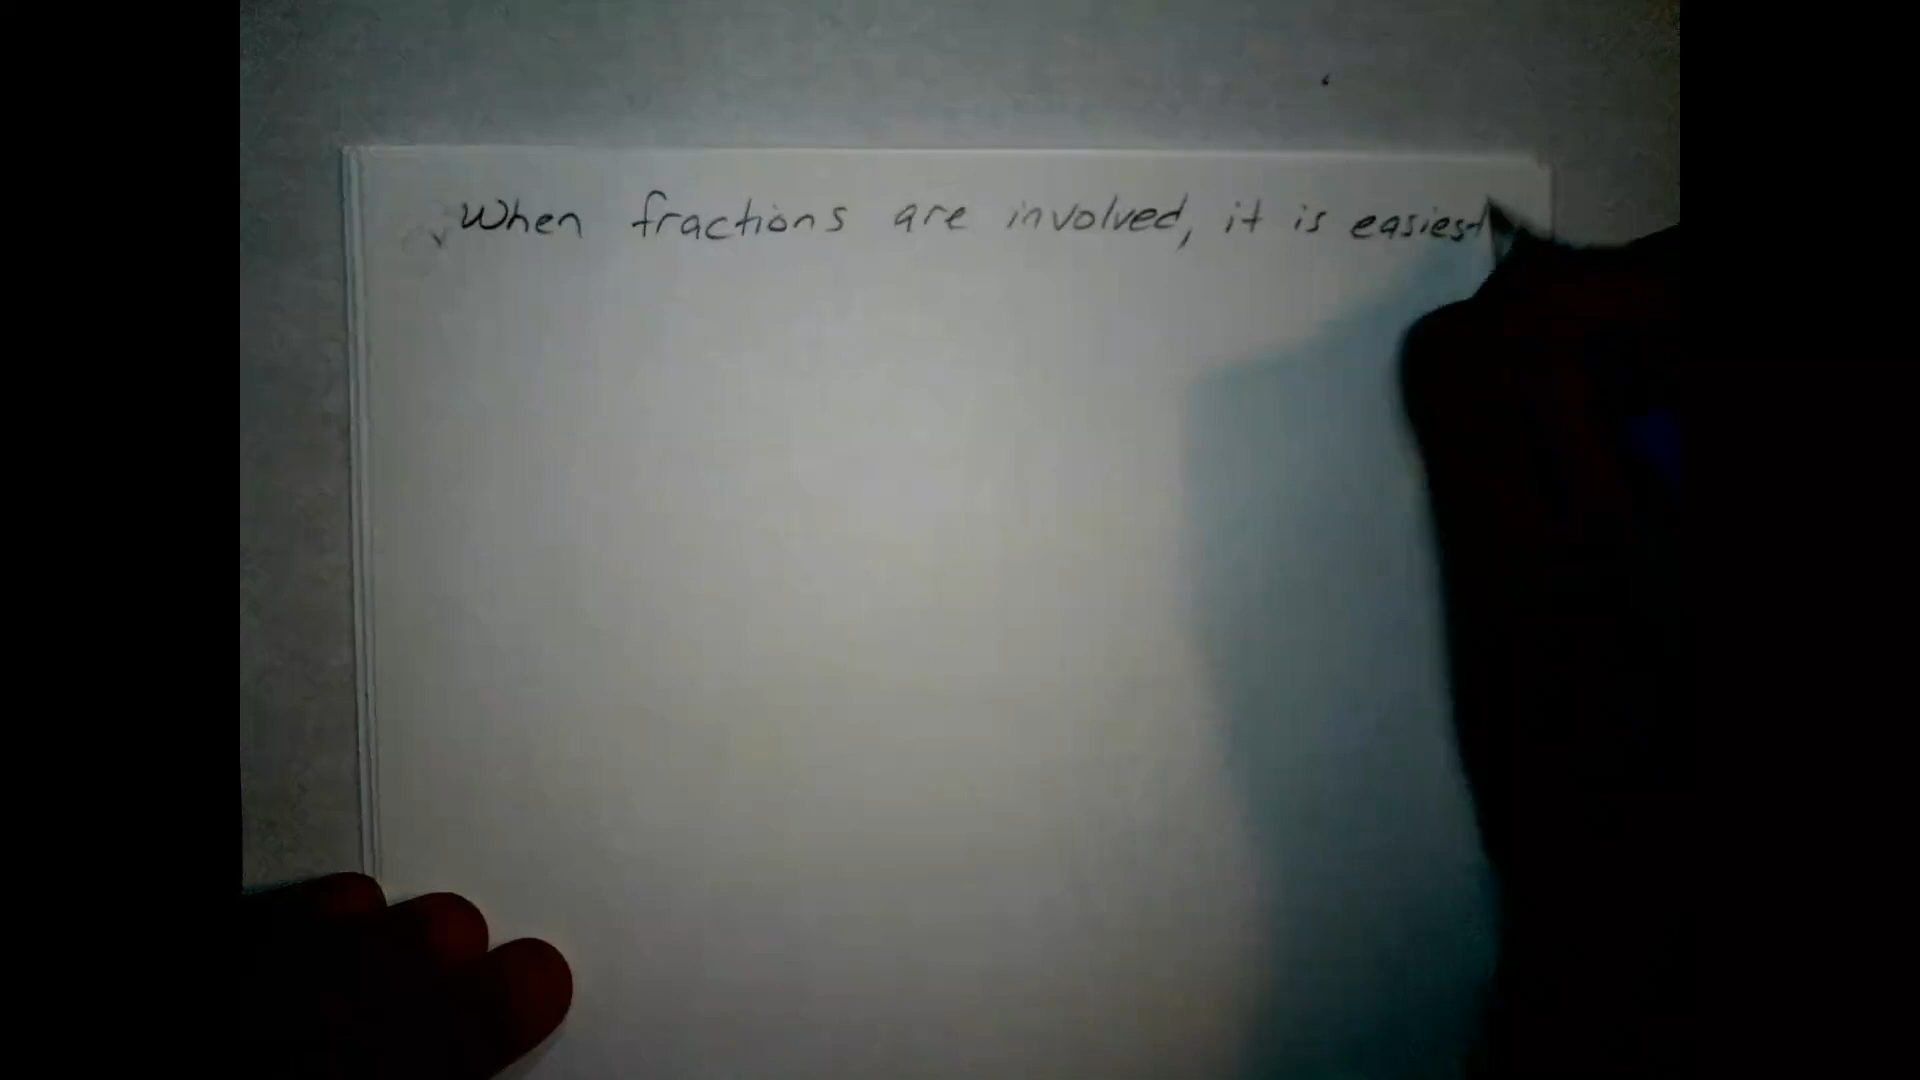 When fractions are involved, it is easiest